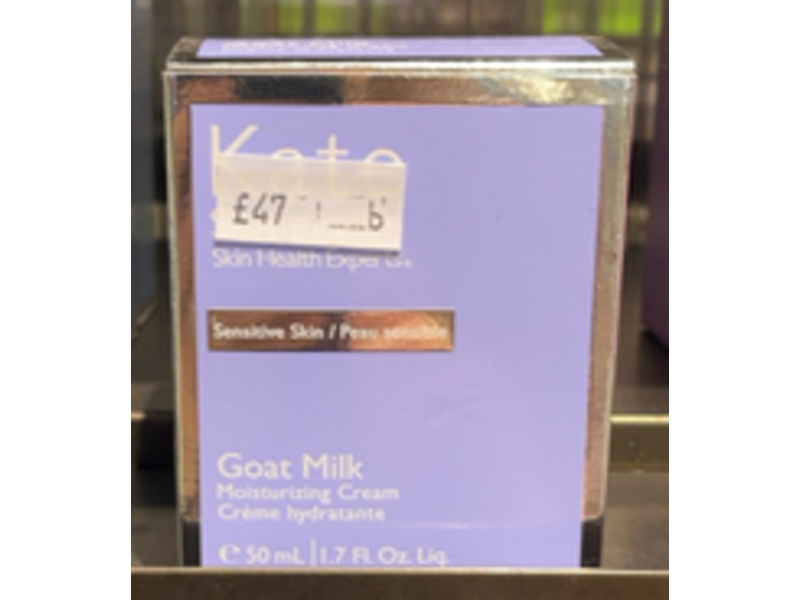 Kate
£47
Skin Health Experts®
Sensitive Skin / Peau sensible
Goat Milk
Moisturizing Cream
Crème hydratante
℮ 50 mL | 1.7 Fl. Oz. Liq.